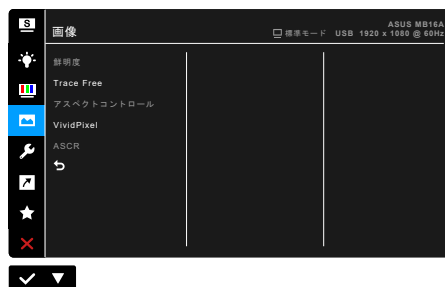 S
画像
ASUS MB16A
標準モード USB 1920 x 1080 @ 60Hz
鮮明度
Trace Free
アスペクトコントロール
VividPixel
ASCR